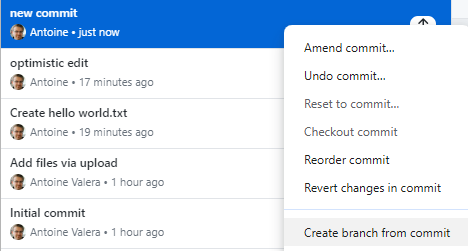 new commit
Antoine • just now
optimistic edit
Antoine • 17 minutes ago
Create hello world.txt
Antoine • 19 minutes ago
Add files via upload
Antoine Valera • 1 hour ago
Initial commit
Antoine Valera • 1 hour ago
Amend commit...
Undo commit...
Reset to commit...
Checkout commit
Reorder commit
Revert changes in commit
Create branch from commit